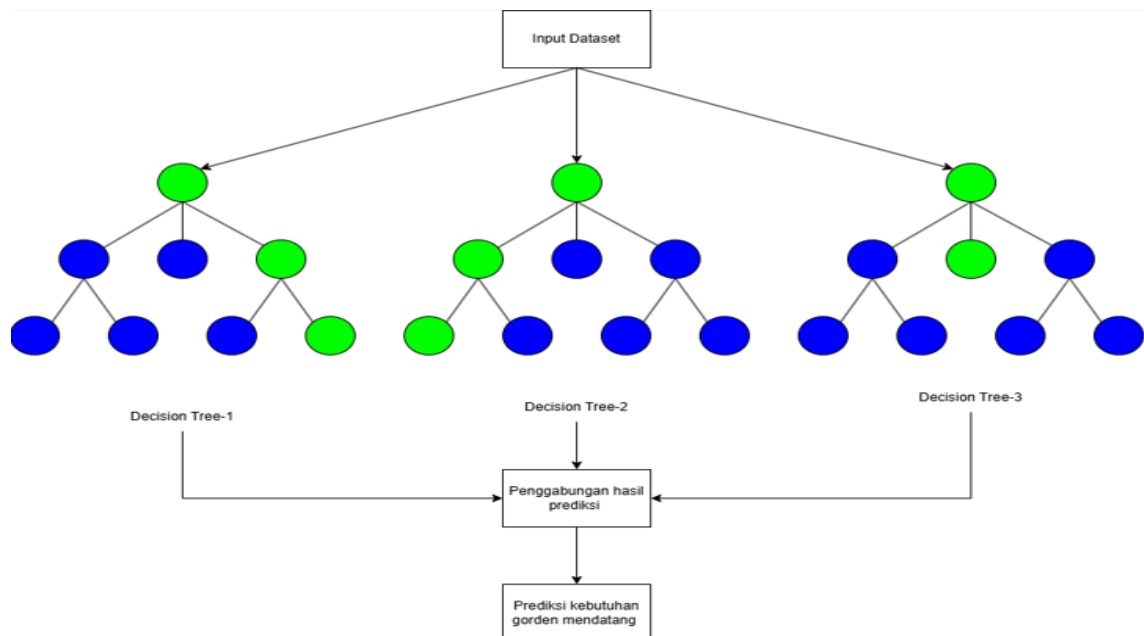 Input Dataset
Decision Tree-1
Decision Tree-2
Decision Tree-3
Penggabungan hasil
prediksi
Prediksi kebutuhan
gorden mendatang